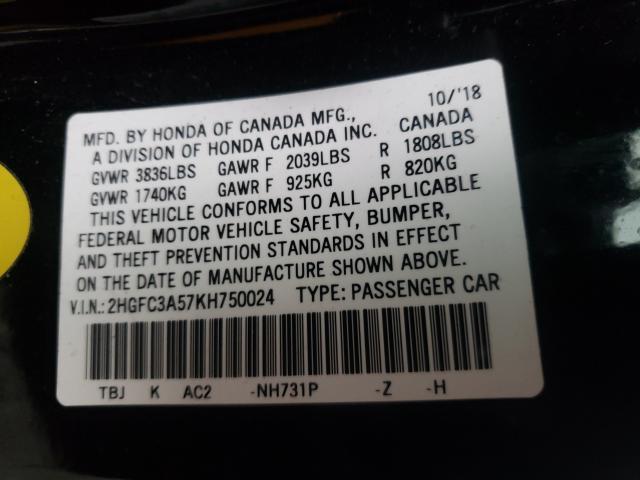 MFD. BY HONDA OF CANADA MFG., 10/'18
A DIVISION OF HONDA CANADA INC. CANADA
GVWR 3836LBS GAWR F 2039LBS R 1808LBS
GVWR 1740KG GAWR F 925KG R 820KG
THIS VEHICLE CONFORMS TO ALL APPLICABLE
FEDERAL MOTOR VEHICLE SAFETY, BUMPER,
AND THEFT PREVENTION STANDARDS IN EFFECT
ON THE DATE OF MANUFACTURE SHOWN ABOVE.
V.I.N.:2HGFC3A57KH750024 TYPE: PASSENGER CAR
TBJ K AC2 -NH731P -Z -H